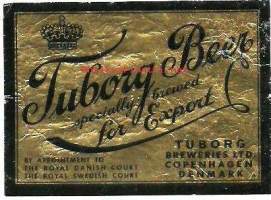 Tuborg Beer
specially brewed
for Export
BY APPOINTMENT TO
THE ROYAL DANISH COURT
THE ROYAL SWEDISH COURT
TUBORG
BREWERIES LTD
COPENHAGEN
DENMARK